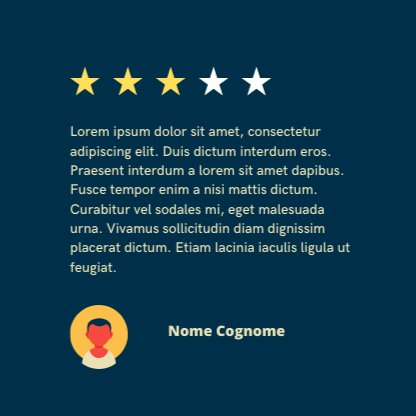 Lorem ipsum dolor sit amet, consectetur
adipiscing elit. Duis dictum interdum eros.
Praesent interdum a lorem sit amet dapibus.
Fusce tempor enim a nisi mattis dictum.
Curabitur vel sodales mi, eget malesuada
urna. Vivamus sollicitudin diam dignissim
placerat dictum. Etiam lacinia iaculis ligula ut
feugiat.
Nome Cognome